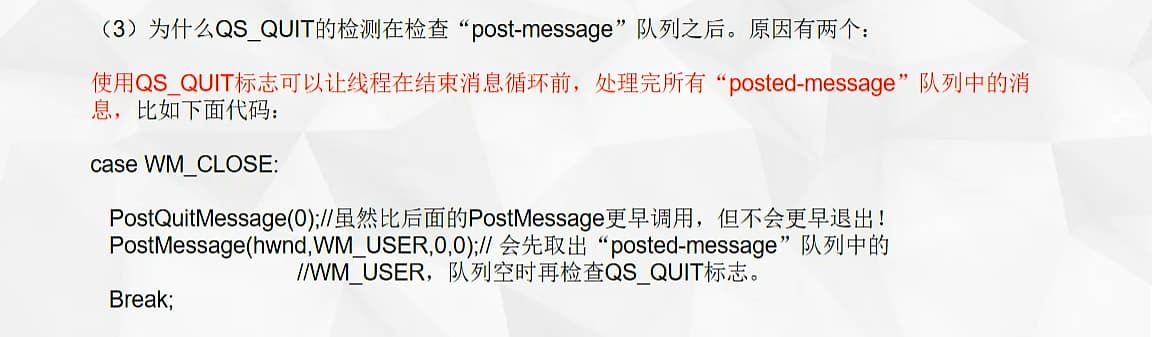 （3）为什么QS_QUIT的检测在检查“post-message”队列之后。原因有两个：
使用QS_QUIT标志可以让线程在结束消息循环前，处理完所有“posted-message”队列中的消
息，比如下面代码：
case WM_CLOSE:
PostQuitMessage(0);//虽然比后面的PostMessage更早调用，但不会更早退出！
PostMessage(hwnd,WM_USER,0,0);// 会先取出“posted-message”队列中的
//WM_USER，队列空时再检查QS_QUIT标志。
Break;